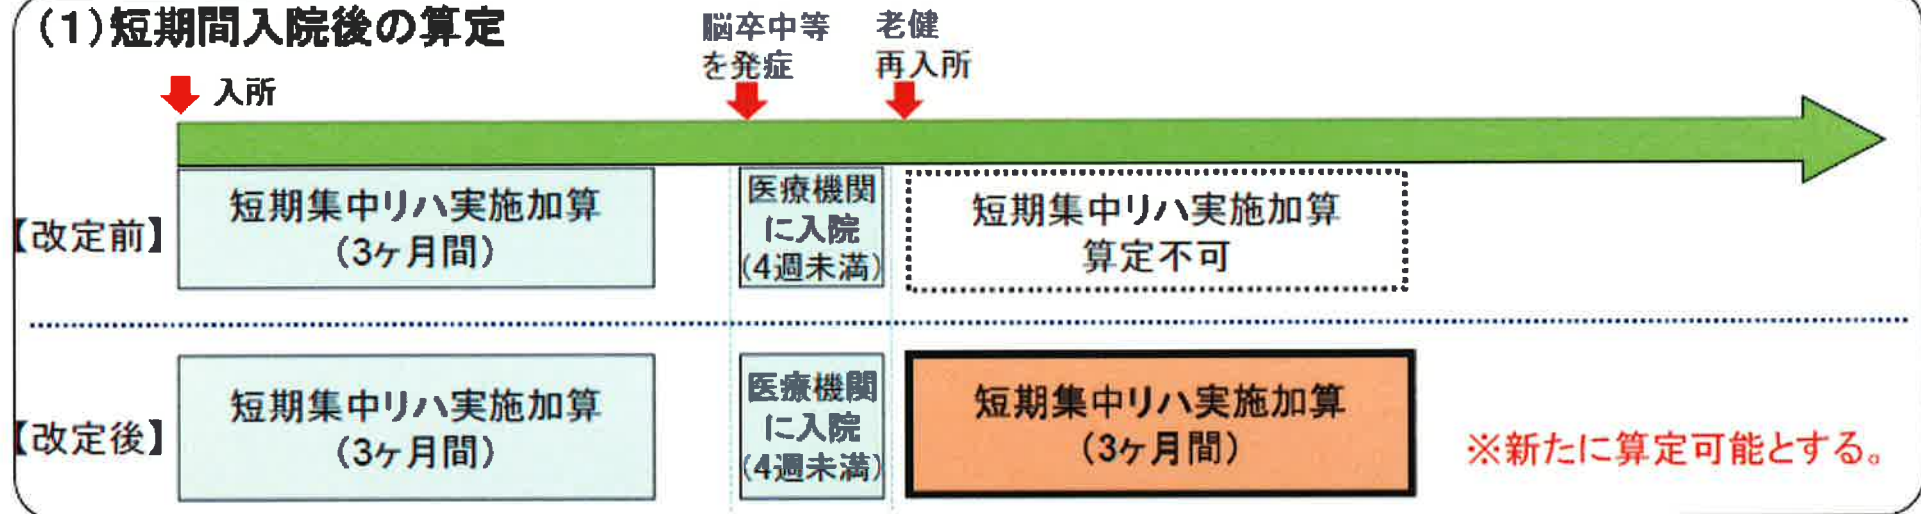 （1）短期間入院後の算定
入所
脳卒中等
を発症
老健
再入所
【改定前】
短期集中リハ実施加算
（3ヶ月間）
医療機関
に入院
（4週未満）
短期集中リハ実施加算
算定不可
【改定後】
短期集中リハ実施加算
（3ヶ月間）
医療機関
に入院
（4週未満）
短期集中リハ実施加算
（3ヶ月間）
※新たに算定可能とする。